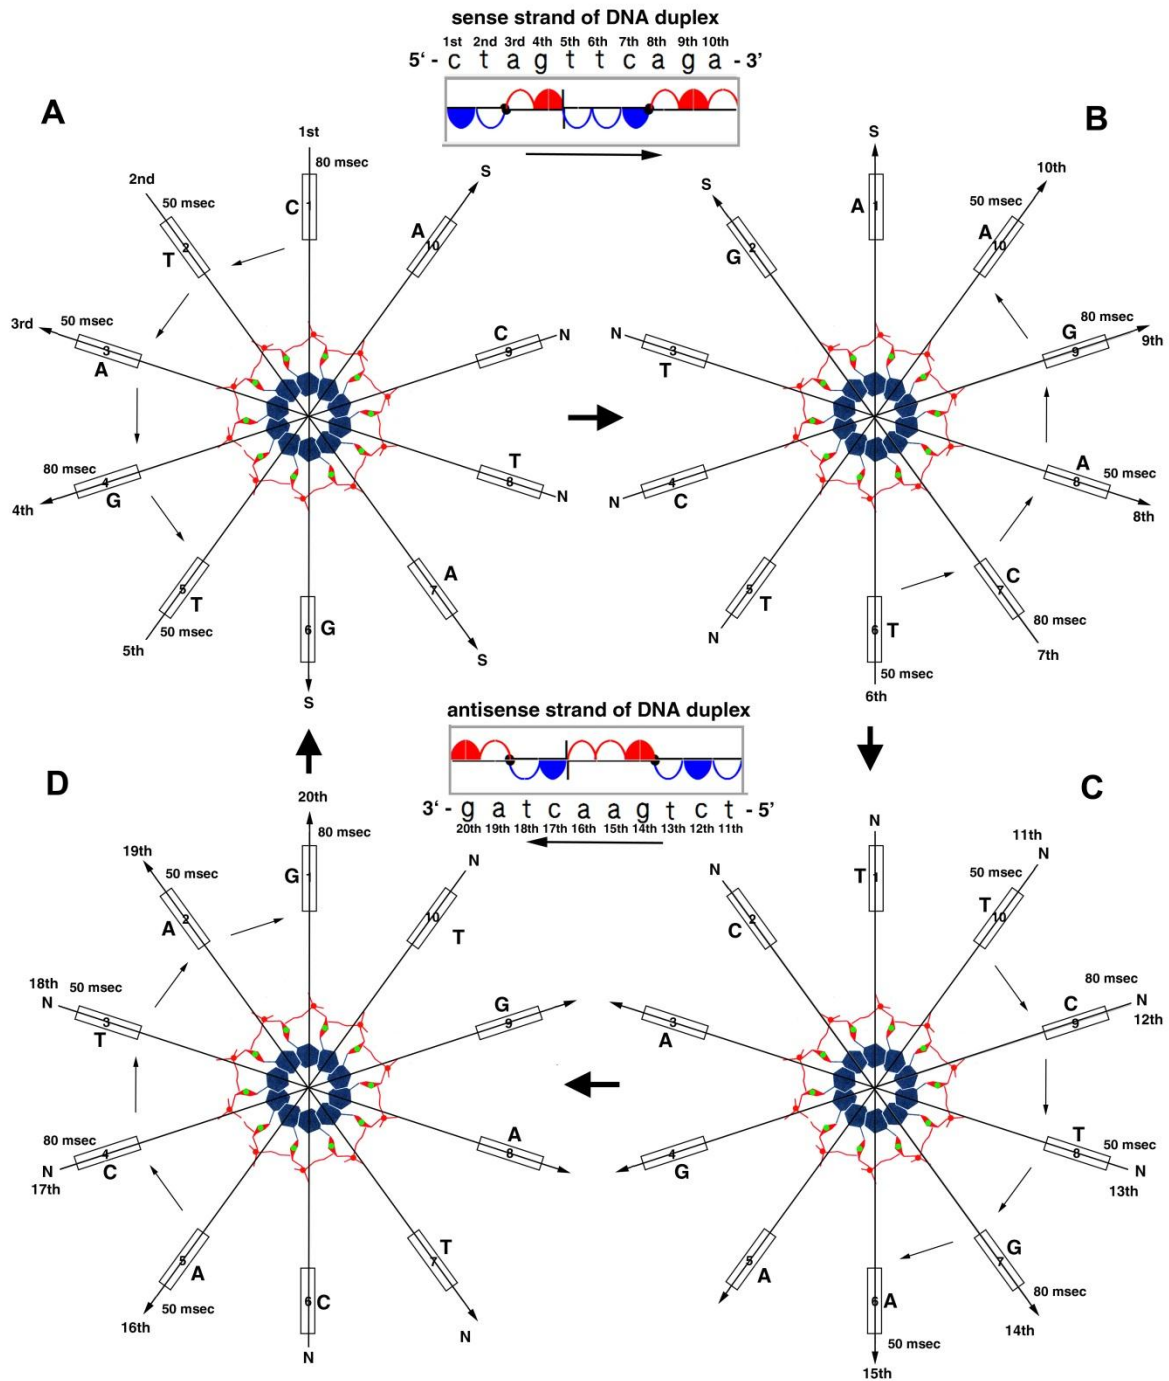 sense strand of DNA duplex
1st 2nd 3rd 4th 5th 6th 7th 8th 9th 10th
5' - c t a g t t c a g a - 3'
A
1st
80 msec
C 1
2nd
50 msec
2
T
3rd
50 msec
3
A
80 msec
4
G
4th
5
T
50 msec
5th
6 G
S
A
7
S
T
8
N
C
9
N
S
A
10
B
S
A 1
S
2
G
N
3
T
N
4
C
5
T
N
6 T
50 msec
6th
C
7
80 msec
7th
A
8
50 msec
8th
80 msec
G
9
9th
10th
50 msec
A
10
antisense strand of DNA duplex
3' - g a t c a a g t c t - 5'
20th 19th 18th 17th 16th 15th 14th 13th 12th 11th
D
20th
80 msec
G 1
19th
50 msec
2
A
18th
N
50 msec
3
T
80 msec
4
C
N
17th
5
A
50 msec
16th
6 C
N
T
7
N
A
8
G
9
N
10
T
C
N
T 1
N
2
C
3
A
4
G
5
A
6 A
50 msec
15th
G
7
80 msec
14th
T
8
50 msec
N
13th
80 msec
C
9
N
12th
11th
N
50 msec
T
10